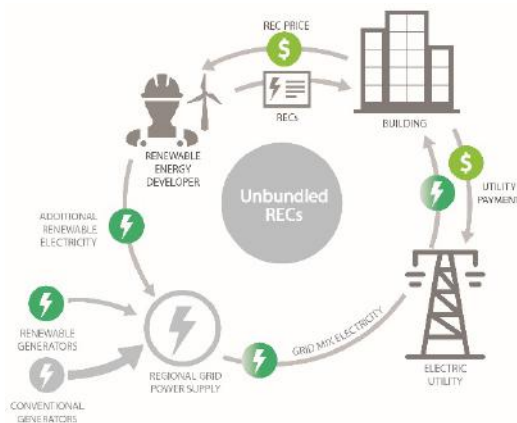 REC PRICE
$
RECs
BUILDING
RENEWABLE
ENERGY
DEVELOPER
$
UTILITY
PAYMENT
Unbundled
RECs
ADDITIONAL
RENEWABLE
ELECTRICITY
RENEWABLE
GENERATORS
GRID MIX ELECTRICITY
REGIONAL GRID
POWER SUPPLY
ELECTRIC
UTILITY
CONVENTIONAL
GENERATORS